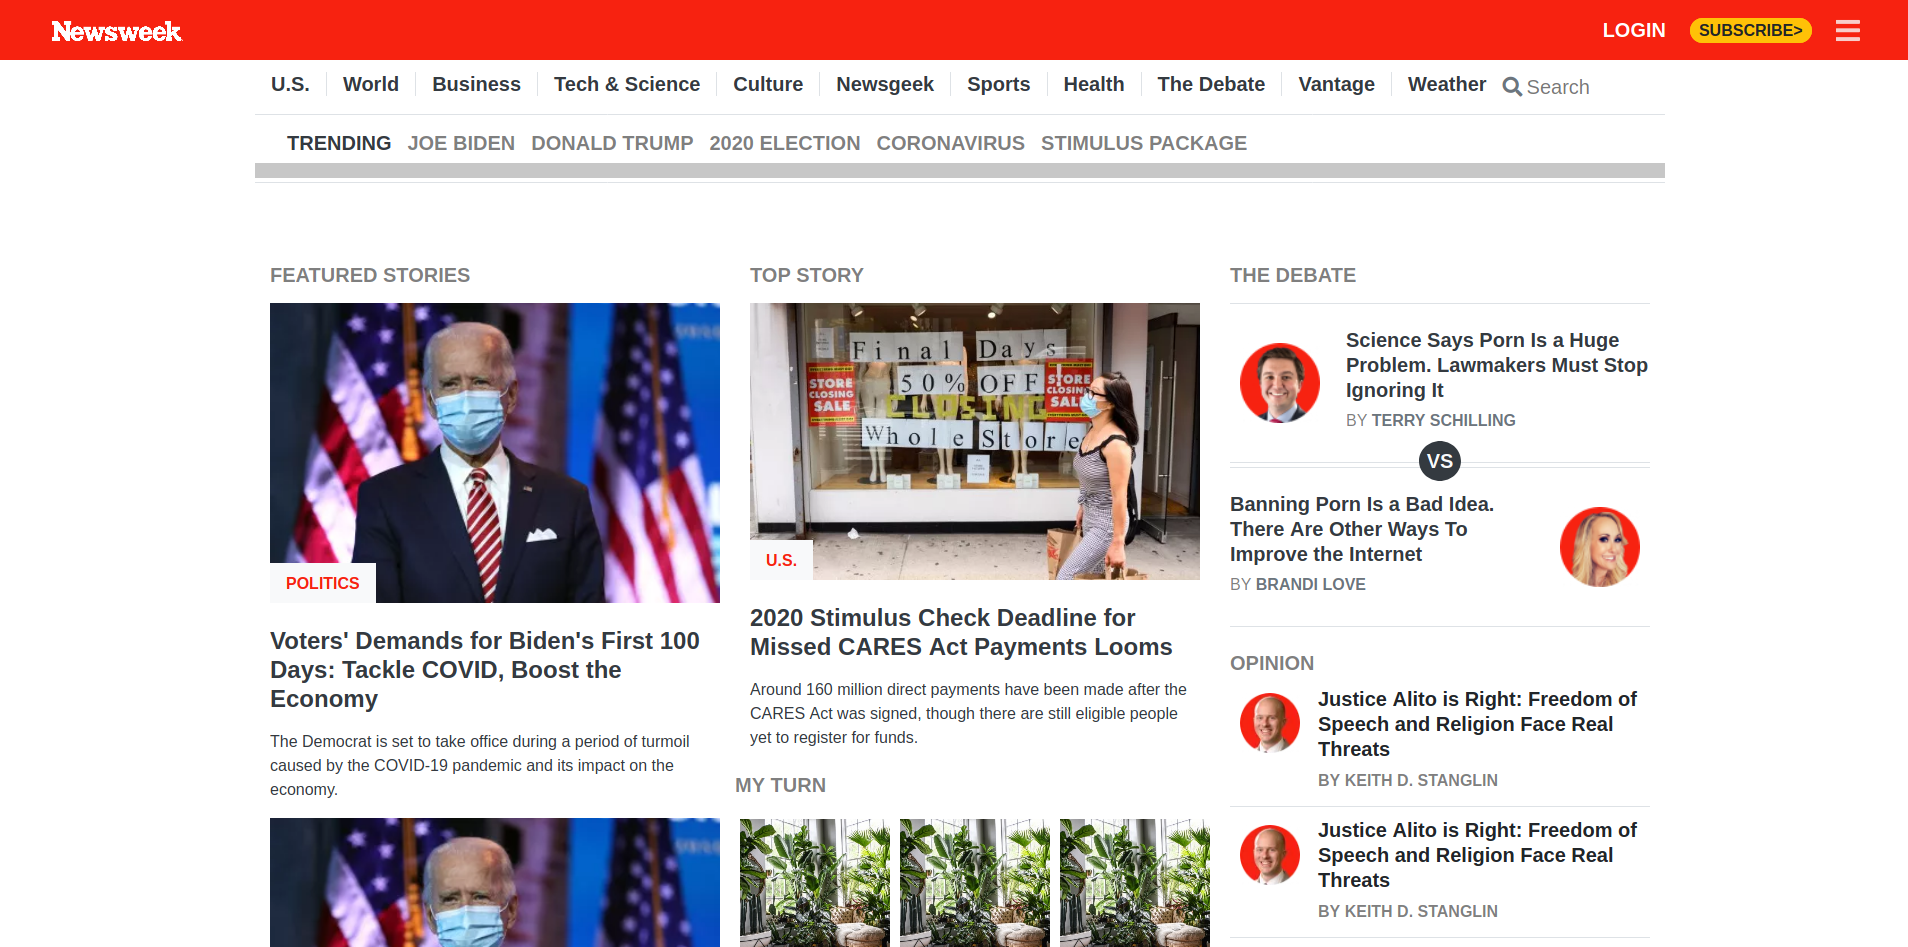 Newsweek
LOGIN
SUBSCRIBE>
U.S.
World
Business
Tech & Science
Culture
Newsgeek
Sports
Health
The Debate
Vantage
Weather
Search
TRENDING
JOE BIDEN
DONALD TRUMP
2020 ELECTION
CORONAVIRUS
STIMULUS PACKAGE
FEATURED STORIES
POLITICS
Voters' Demands for Biden's First 100
Days: Tackle COVID, Boost the
Economy
The Democrat is set to take office during a period of turmoil
caused by the COVID-19 pandemic and its impact on the
economy.
TOP STORY
Final Days
50% OFF
STORE
CLOSING
SALE
STORE
CLOSING
SALE
CLOSING
Whole Store
U.S.
2020 Stimulus Check Deadline for
Missed CARES Act Payments Looms
Around 160 million direct payments have been made after the
CARES Act was signed, though there are still eligible people
yet to register for funds.
MY TURN
THE DEBATE
Science Says Porn Is a Huge
Problem. Lawmakers Must Stop
Ignoring It
BY TERRY SCHILLING
VS
Banning Porn Is a Bad Idea.
There Are Other Ways To
Improve the Internet
BY BRANDI LOVE
OPINION
Justice Alito is Right: Freedom of
Speech and Religion Face Real
Threats
BY KEITH D. STANGLIN
Justice Alito is Right: Freedom of
Speech and Religion Face Real
Threats
BY KEITH D. STANGLIN